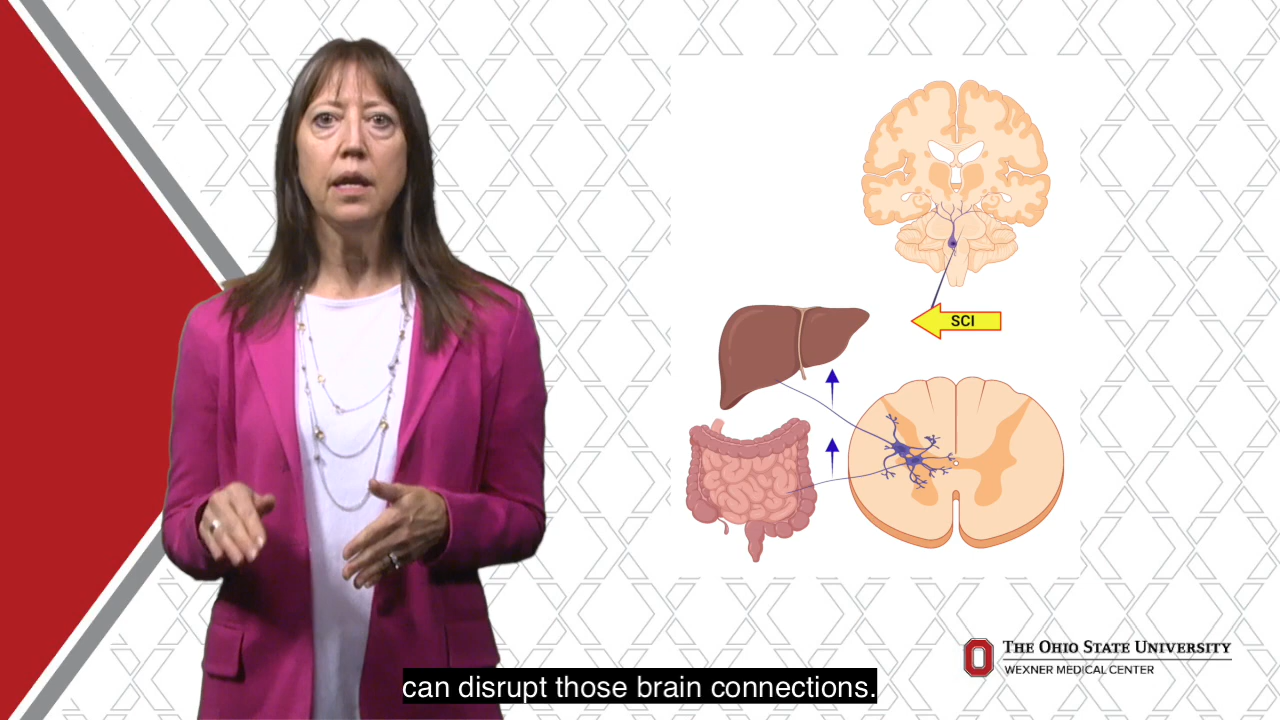 SCI
THE OHIO STATE UNIVERSITY
WEXNER MEDICAL CENTER
can disrupt those brain connections.